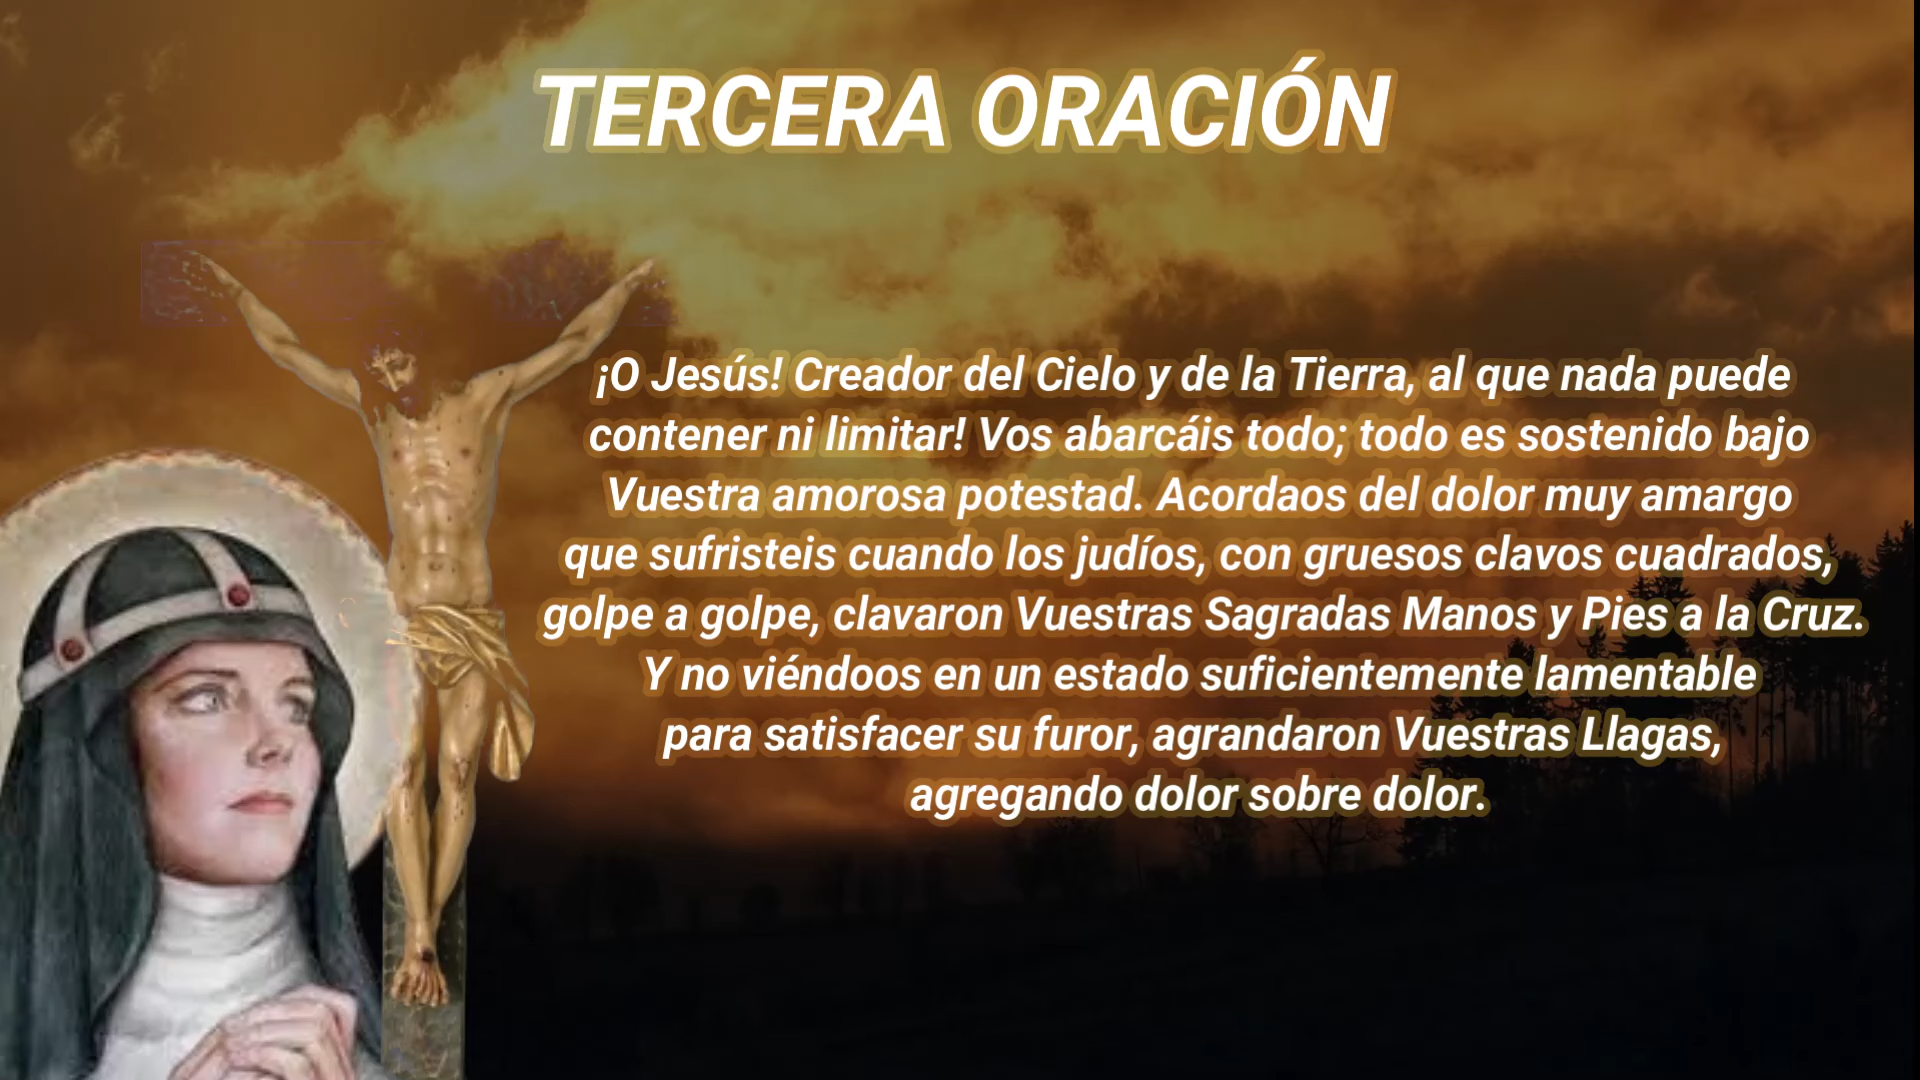 TERCERA ORACIÓN
¡O Jesús! Creador del Cielo y de la Tierra, al que nada puede
contener ni limitar! Vos abarcáis todo; todo es sostenido bajo
Vuestra amorosa potestad. Acordaos del dolor muy amargo
que sufristeis cuando los judíos, con gruesos clavos cuadrados,
golpe a golpe, clavaron Vuestras Sagradas Manos y Pies a la Cruz.
Y no viéndoos en un estado suficientemente lamentable
para satisfacer su furor, agrandaron Vuestras Llagas,
agregando dolor sobre dolor.